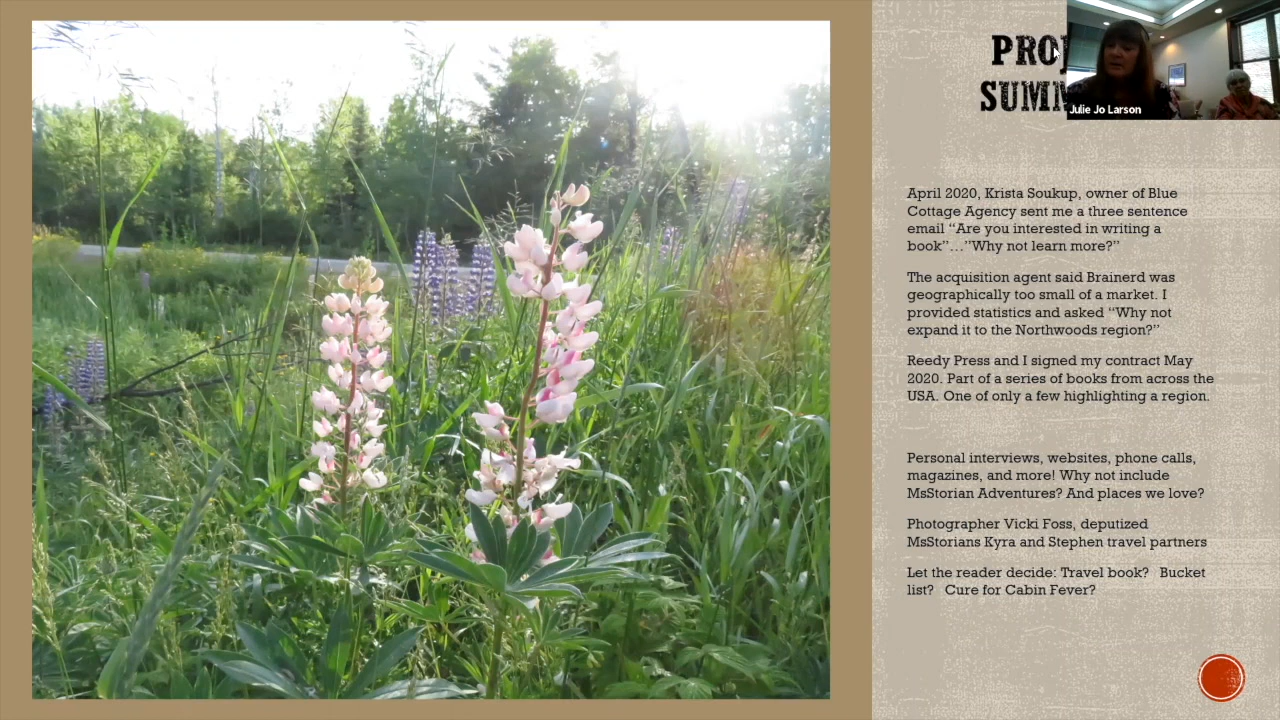 PRO
SUM
Julie Jo Larson
April 2020, Krista Soukup, owner of Blue
Cottage Agency sent me a three sentence
email “Are you interested in writing a
book”…”Why not learn more?”
The acquisition agent said Brainerd was
geographically too small of a market. I
provided statistics and asked “Why not
expand it to the Northwoods region?”
Reedy Press and I signed my contract May
2020. Part of a series of books from across the
USA. One of only a few highlighting a region.
Personal interviews, websites, phone calls,
magazines, and more! Why not include
MsStorian Adventures? And places we love?
Photographer Vicki Foss, deputized
MsStorians Kyra and Stephen travel partners
Let the reader decide: Travel book? Bucket
list? Cure for Cabin Fever?